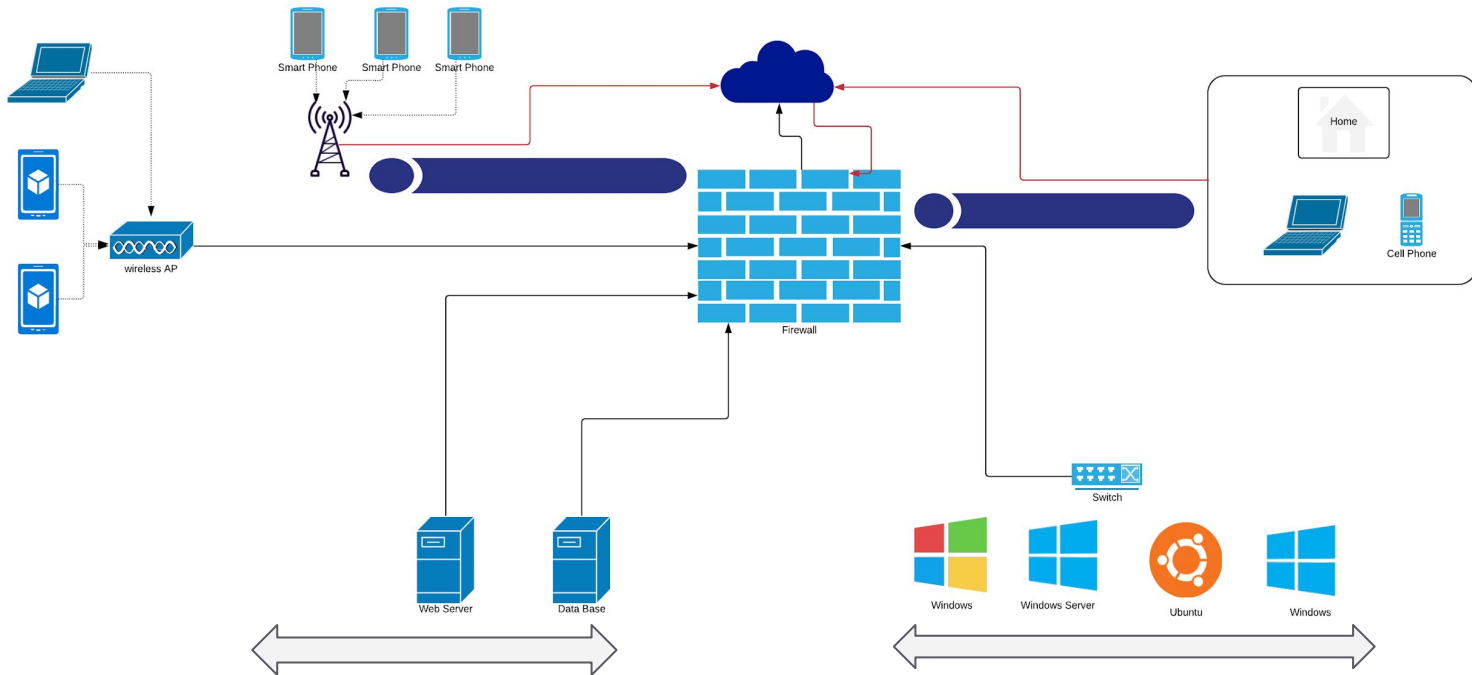 Smart Phone
Smart Phone
Smart Phone
Home
Cell Phone
wireless AP
Firewall
Switch
Web Server
Data Base
Windows
Windows Server
Ubuntu
Windows